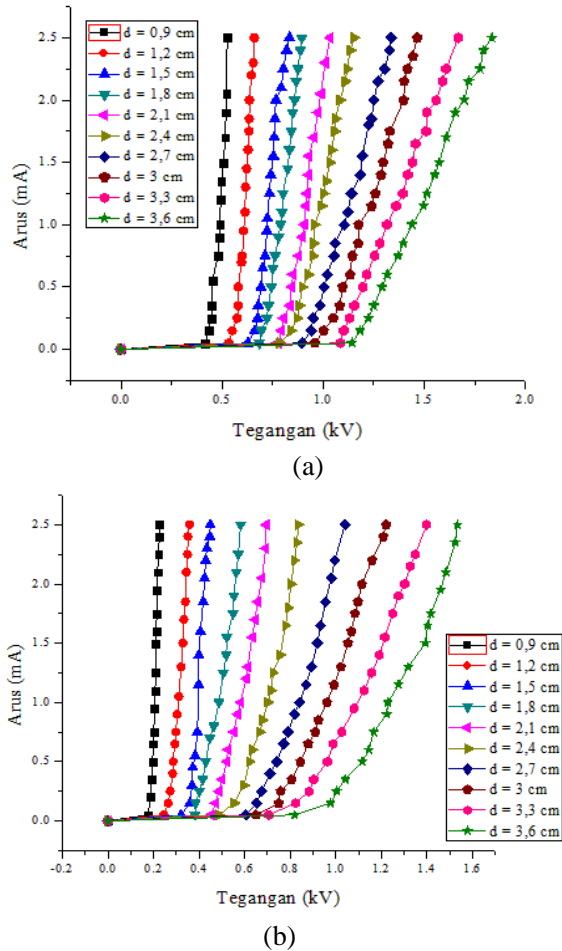 2.5
2.0
1.5
1.0
0.5
0.0
Arus (mA)
d = 0,9 cm
d = 1,2 cm
d = 1,5 cm
d = 1,8 cm
d = 2,1 cm
d = 2,4 cm
d = 2,7 cm
d = 3 cm
d = 3,3 cm
d = 3,6 cm
0.0 0.5 1.0 1.5 2.0
Tegangan (kV)
(a)
2.5
2.0
1.5
1.0
0.5
0.0
Arus (mA)
d = 0,9 cm
d = 1,2 cm
d = 1,5 cm
d = 1,8 cm
d = 2,1 cm
d = 2,4 cm
d = 2,7 cm
d = 3 cm
d = 3,3 cm
d = 3,6 cm
-0.2 0.0 0.2 0.4 0.6 0.8 1.0 1.2 1.4 1.6
Tegangan (kV)
(b)